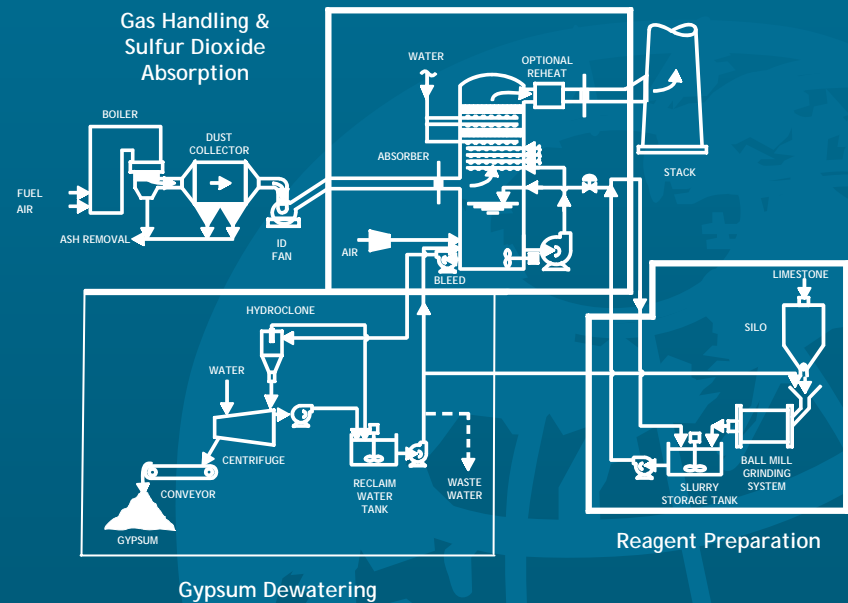 Gas Handling &
Sulfur Dioxide
Absorption
WATER
OPTIONAL
REHEAT
BOILER
DUST
COLLECTOR
ABSORBER
STACK
FUEL
AIR
ASH REMOVAL
ID
FAN
AIR
BLEED
LIMESTONE
HYDROCLONE
SILO
WATER
CENTRIFUGE
CONVEYOR
RECLAIM
WATER
TANK
WASTE
WATER
BALL MILL
GRINDING
SYSTEM
SLURRY
STORAGE TANK
GYPSUM
Reagent Preparation
Gypsum Dewatering